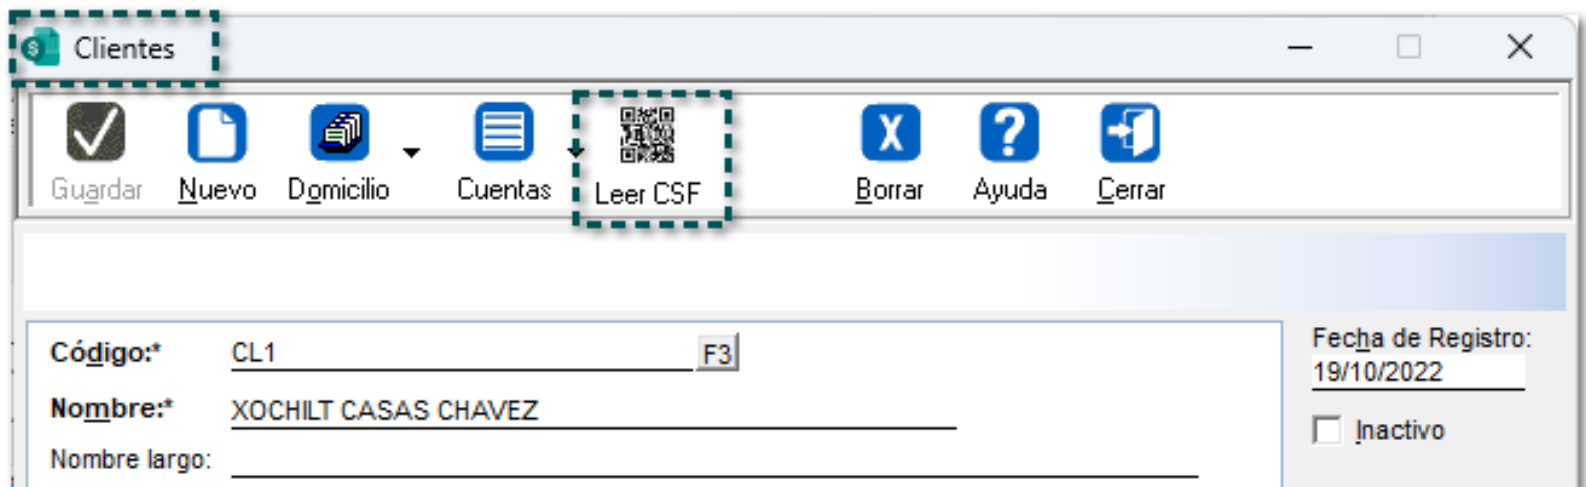 Clientes
Guardar Nuevo Domicilio Cuentas Leer CSF Borrar Ayuda Cerrar
Código:* CL1 F3
Fecha de Registro:
19/10/2022
Nombre:* XOCHILT CASAS CHAVEZ
Inactivo
Nombre largo: